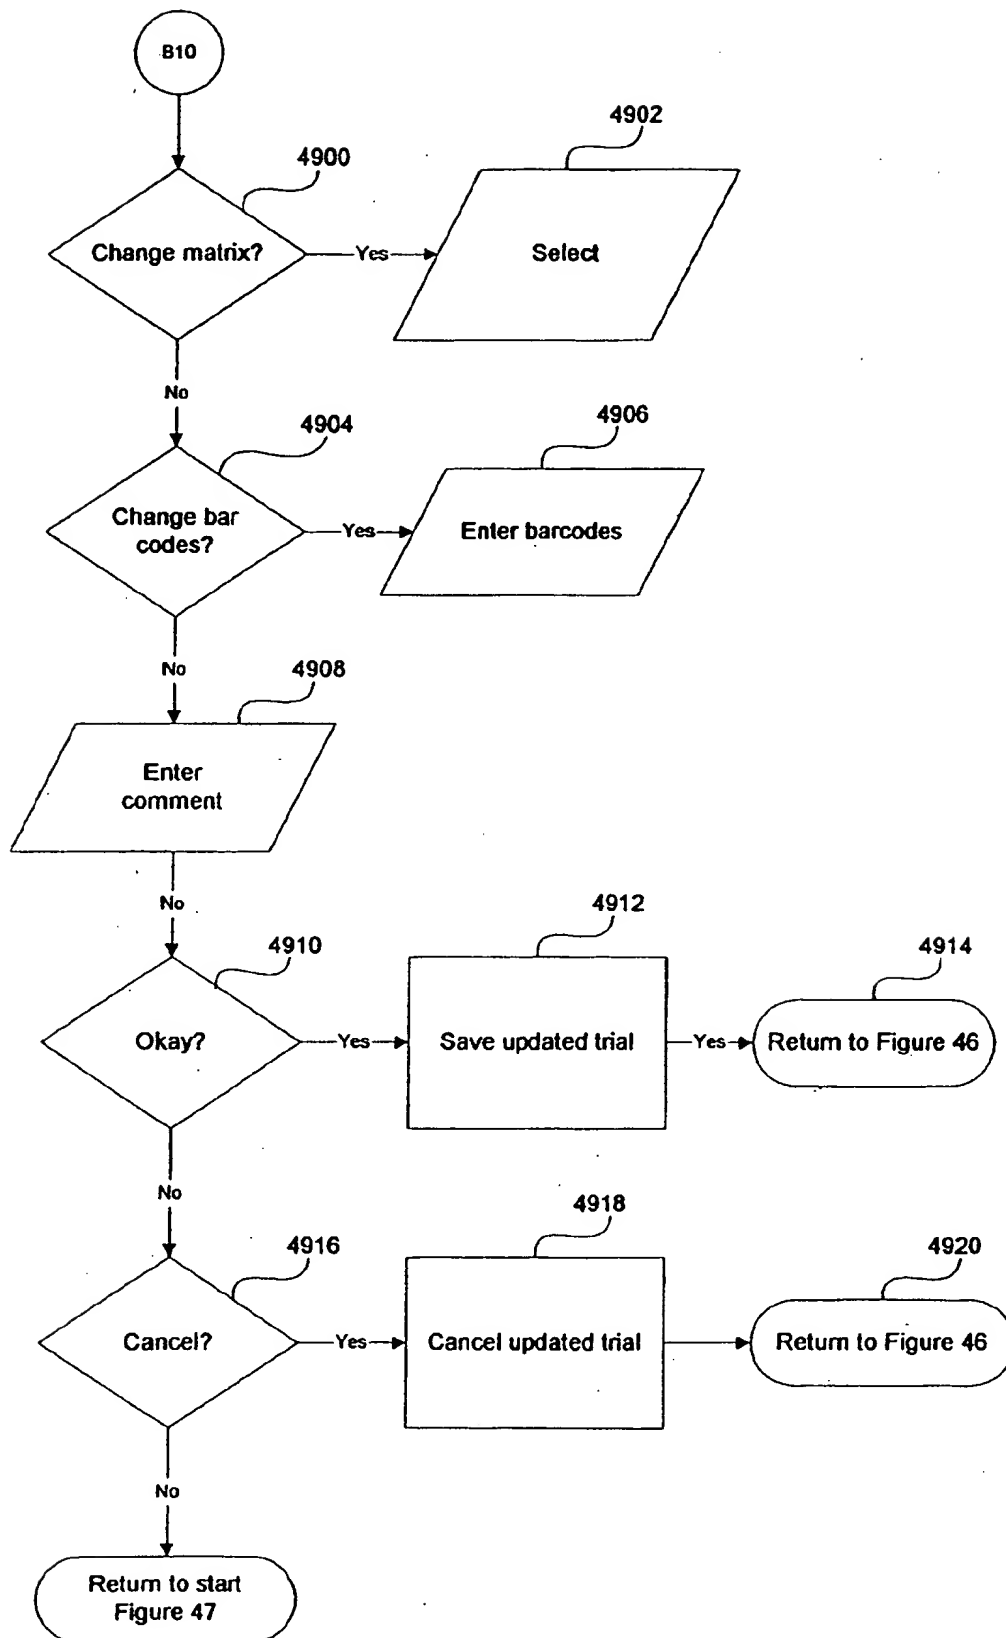 B10
4900
4902
Change matrix?
Yes
Select
No
4904
4906
Change bar
codes?
Yes
Enter barcodes
No
4908
Enter
comment
No
4910
4912
4914
Okay?
Yes
Save updated trial
Yes
Return to Figure 46
No
4916
4918
4920
Cancel?
Yes
Cancel updated trial
Return to Figure 46
No
Return to start
Figure 47